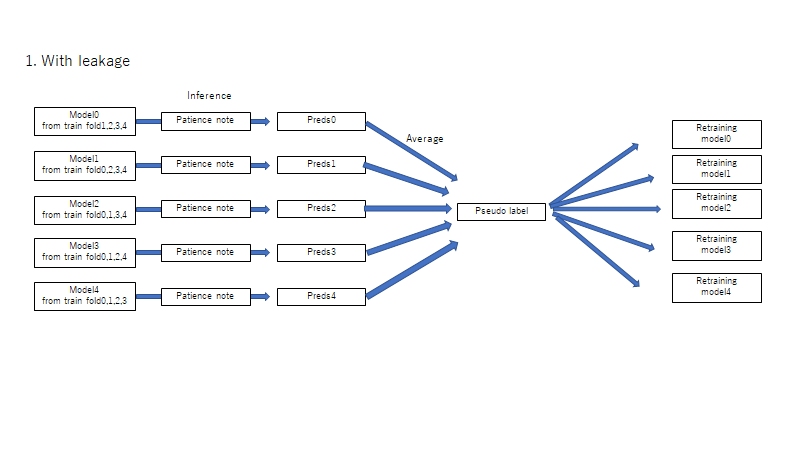 1. With leakage
Inference
Model0
from train fold1,2,3,4
Patience note
Preds0
Average
Model1
from train fold0,2,3,4
Patience note
Preds1
Model2
from train fold0,1,3,4
Patience note
Preds2
Model3
from train fold0,1,2,4
Patience note
Preds3
Model4
from train fold0,1,2,3
Patience note
Preds4
Pseudo label
Retraining
model0
Retraining
model1
Retraining
model2
Retraining
model3
Retraining
model4